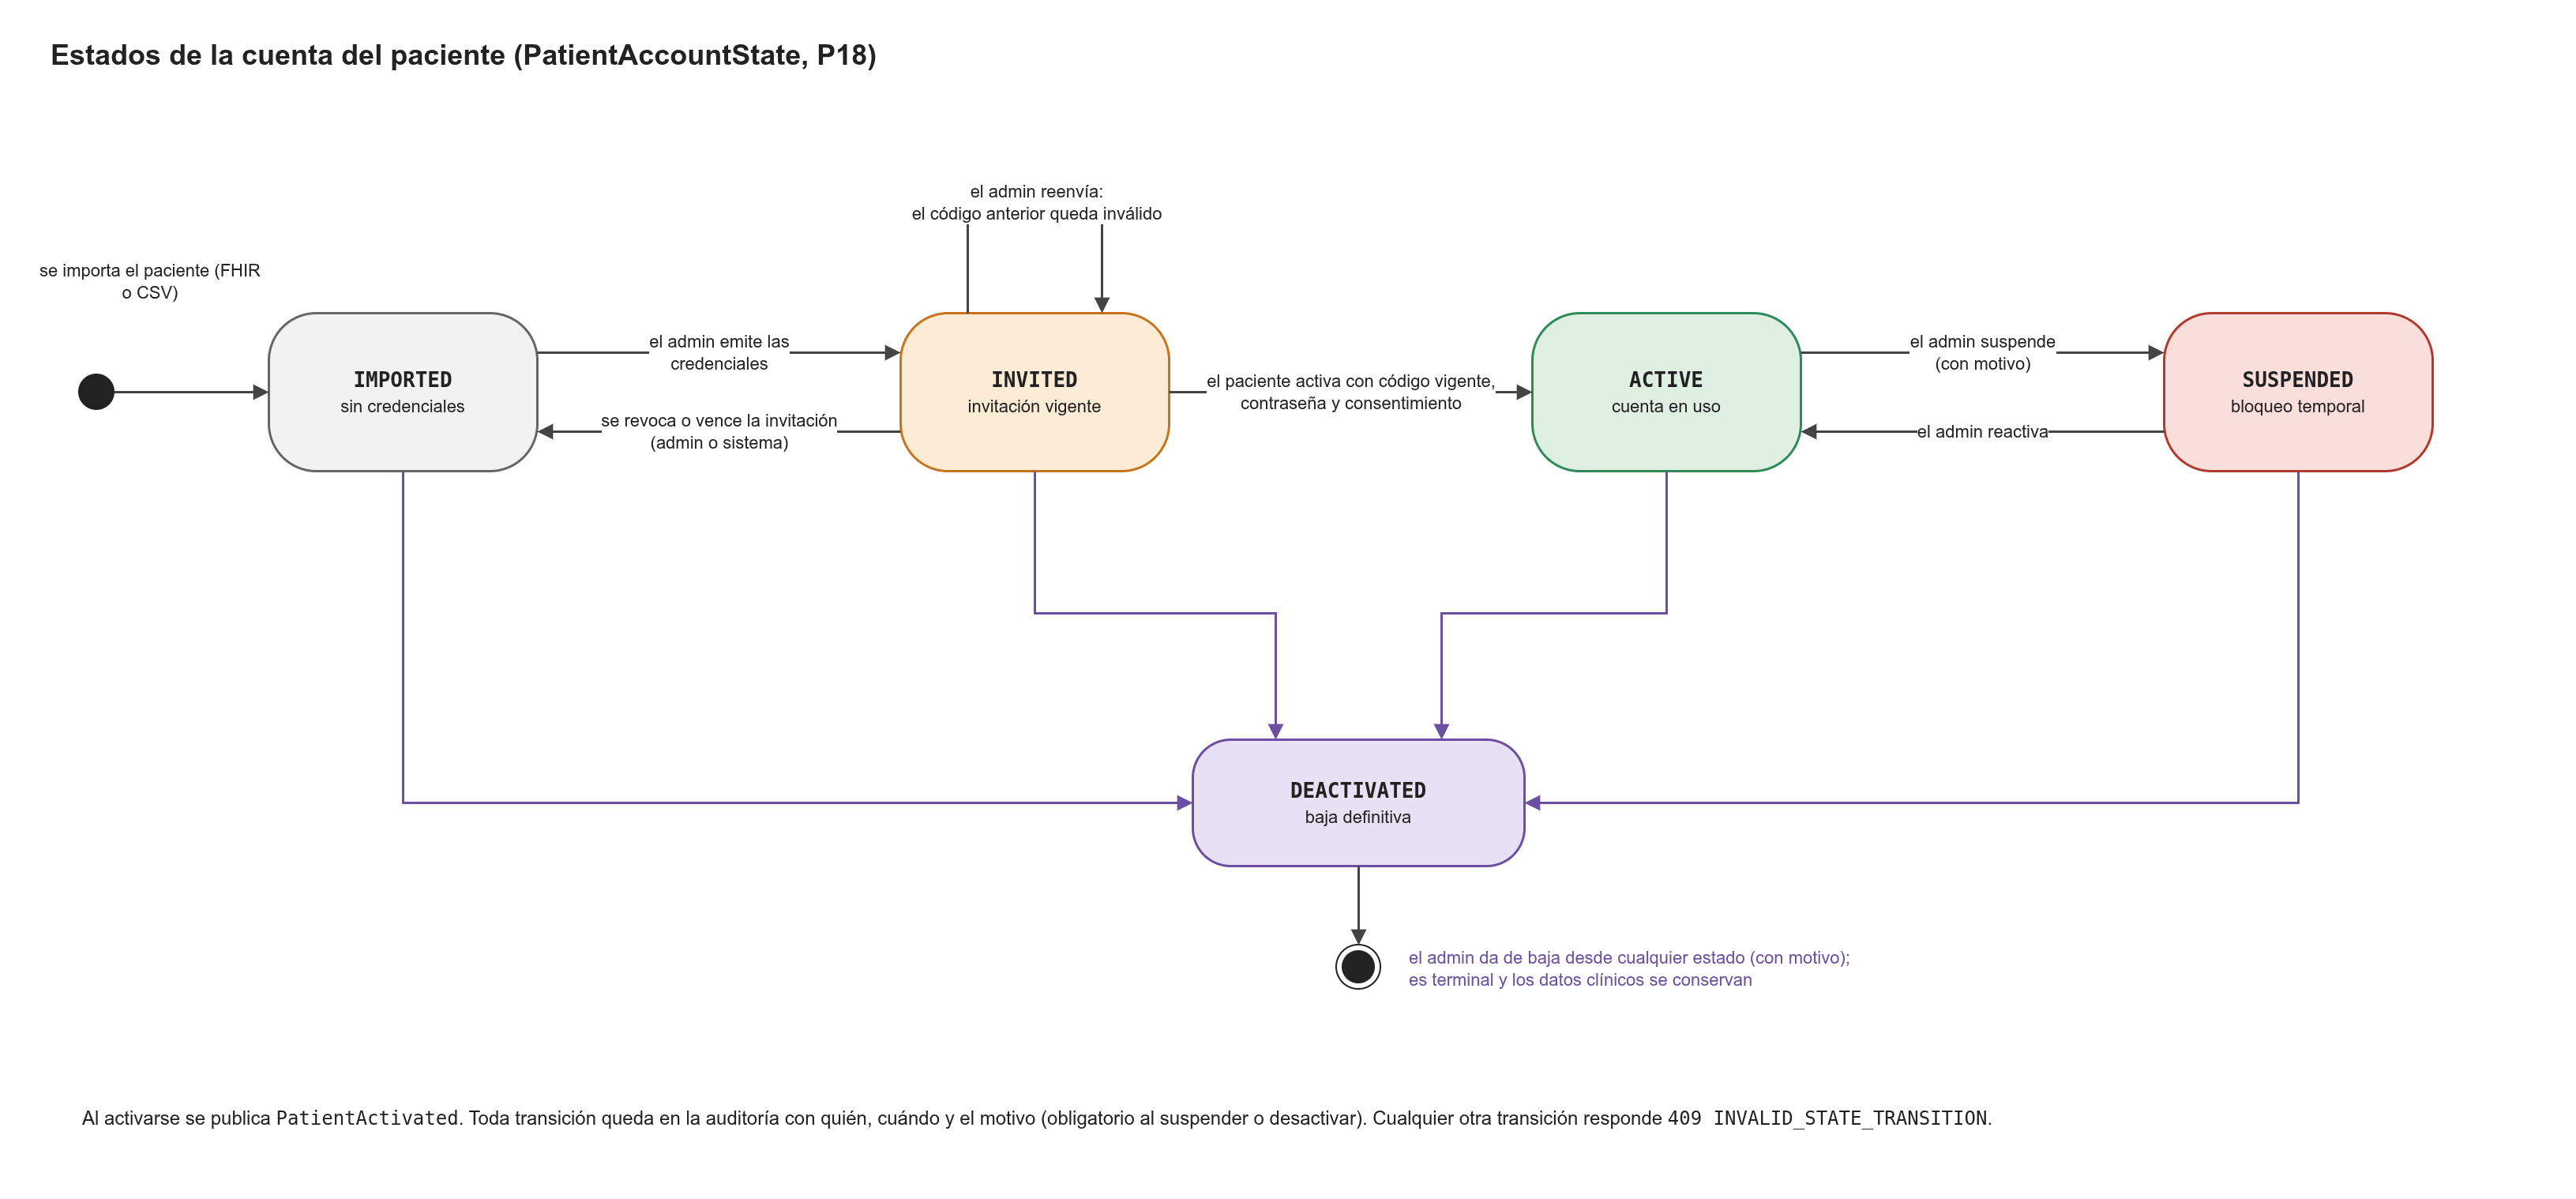 Estados de la cuenta del paciente (PatientAccountState, P18)
el admin reenvía:
el código anterior queda inválido
se importa el paciente (FHIR
o CSV)
IMPORTED
sin credenciales
el admin emite las
credenciales
se revoca o vence la invitación
(admin o sistema)
INVITED
invitación vigente
el paciente activa con código vigente,
contraseña y consentimiento
ACTIVE
cuenta en uso
el admin suspende
(con motivo)
el admin reactiva
SUSPENDED
bloqueo temporal
DEACTIVATED
baja definitiva
el admin da de baja desde cualquier estado (con motivo);
es terminal y los datos clínicos se conservan
Al activarse se publica PatientActivated. Toda transición queda en la auditoría con quién, cuándo y el motivo (obligatorio al suspender o desactivar). Cualquier otra transición responde 409 INVALID_STATE_TRANSITION.